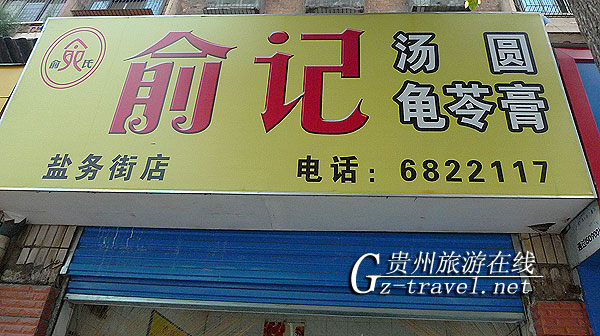 俞氏
俞记
汤圆
龟苓膏
盐务街店
电话：6822117
贵州旅游在线
Gz-travel.net